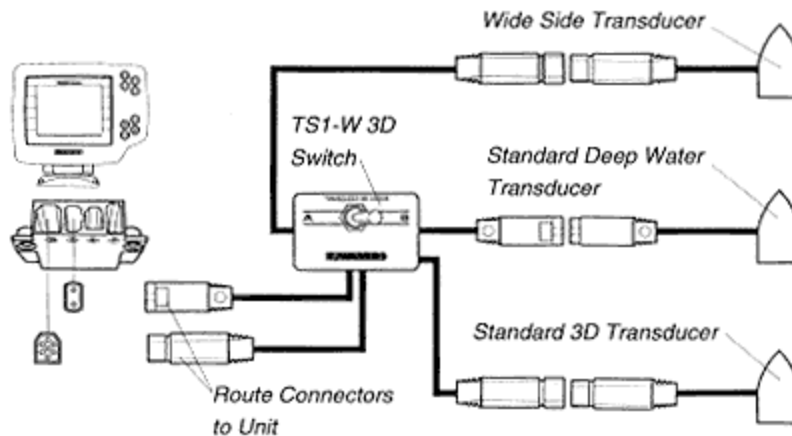 Wide Side Transducer
TS1-W 3D
Switch
Standard Deep Water
Transducer
A
B
Standard 3D Transducer
Route Connectors
to Unit